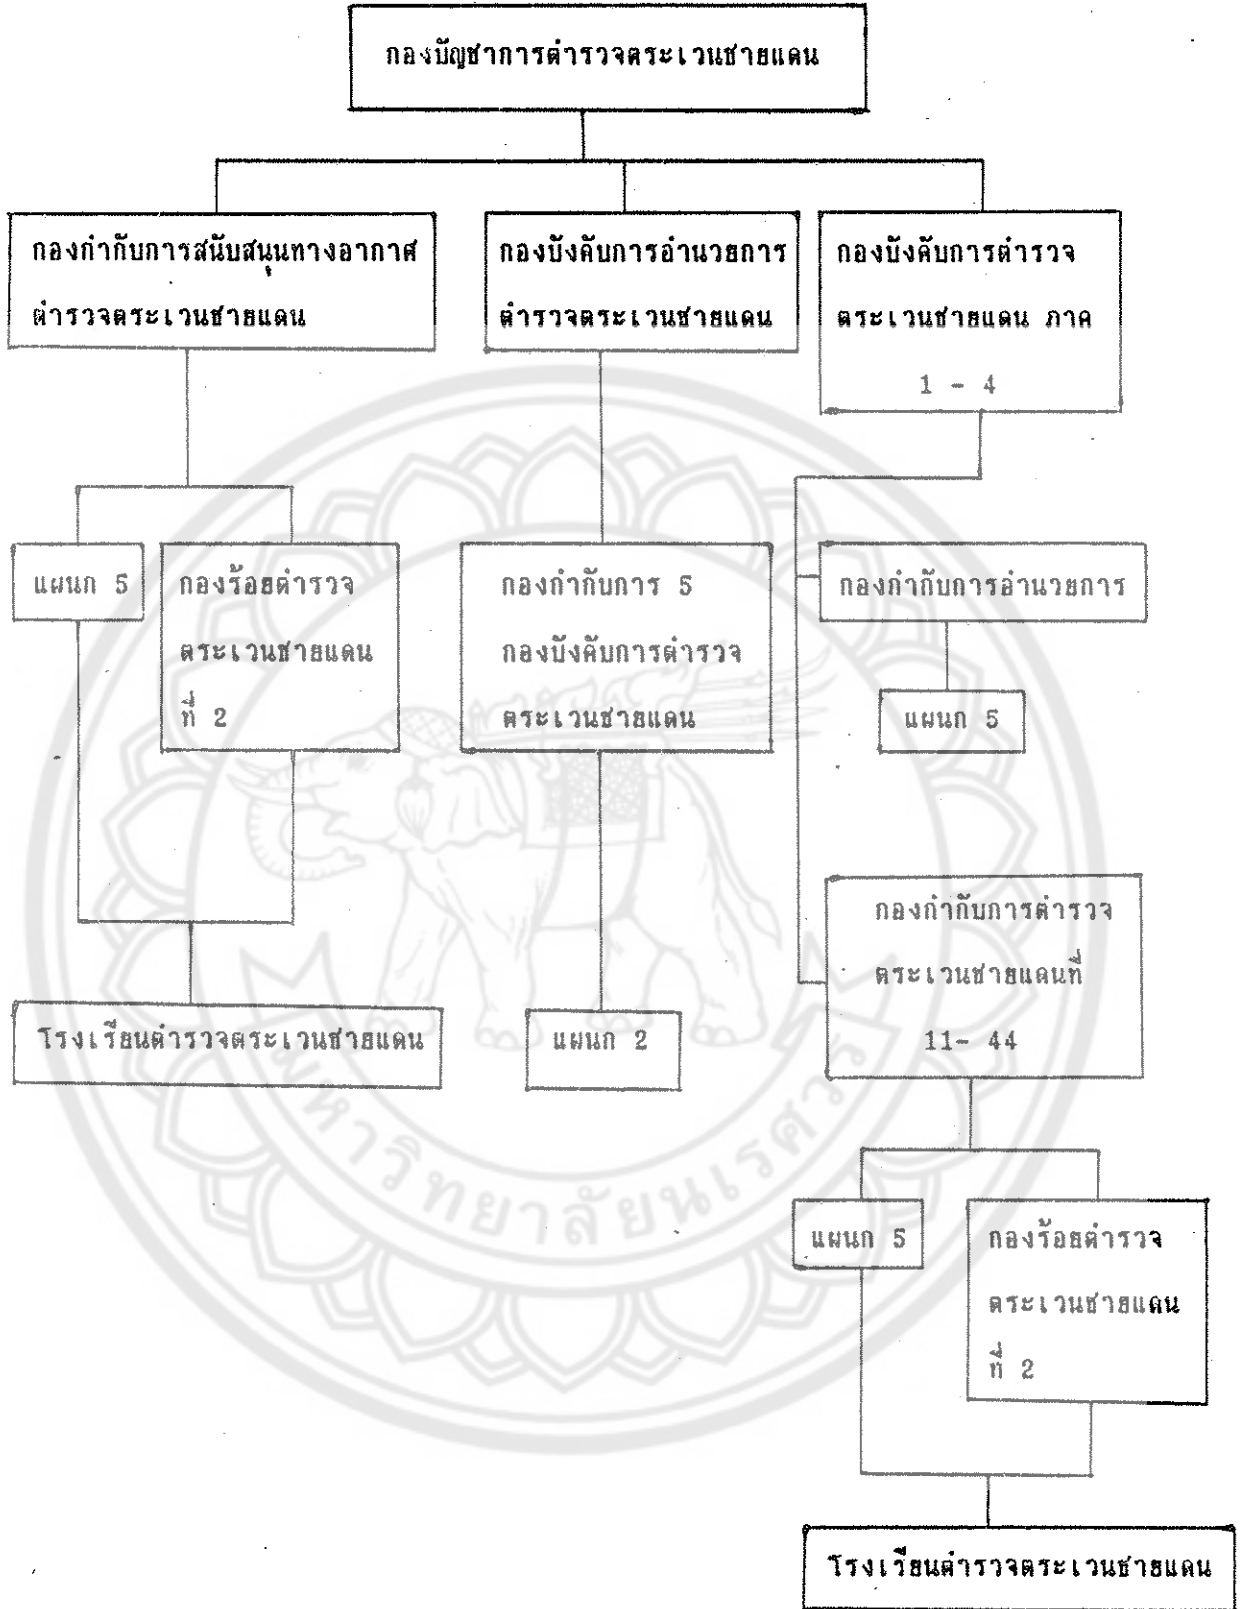 กองบัญชาการตำรวจตระเวนชายแดน
กองกำกับการสนับสนุนทางอากาศ
ตำรวจตระเวนชายแดน
กองบังคับการอำนวยการ
ตำรวจตระเวนชายแดน
กองบังคับการตำรวจ
ตระเวนชายแดน ภาค
1 - 4
แผนก 5
กองร้อยตำรวจ
ตระเวนชายแดน
ที่ 2
กองกำกับการ 5
กองบังคับการตำรวจ
ตระเวนชายแดน
กองกำกับการอำนวยการ
แผนก 5
กองกำกับการตำรวจ
ตระเวนชายแดนที่
11- 44
โรงเรียนตำรวจตระเวนชายแดน
แผนก 2
แผนก 5
กองร้อยตำรวจ
ตระเวนชายแดน
ที่ 2
โรงเรียนตำรวจตระเวนชายแดน
มหาวิทยาลัยนเรศวร